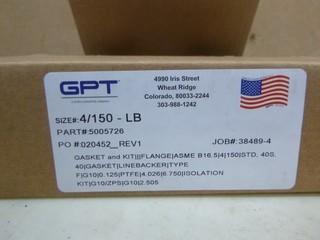 GPT
4990 Iris Street
Wheat Ridge
Colorado, 80033-2244
303-988-1242
SIZE#:4/150 - LB
PART#:5005726
PO #:020452__REV1 JOB#:38489-4
GASKET and KIT|||FLANGE|ASME B16.5|4|150|STD, 40S,
40|GASKET|LINEBACKER|TYPE
F|G10|0.125|PTFE|4.026|6.750|ISOLATION
KIT|G10/ZPS|G10|2.505